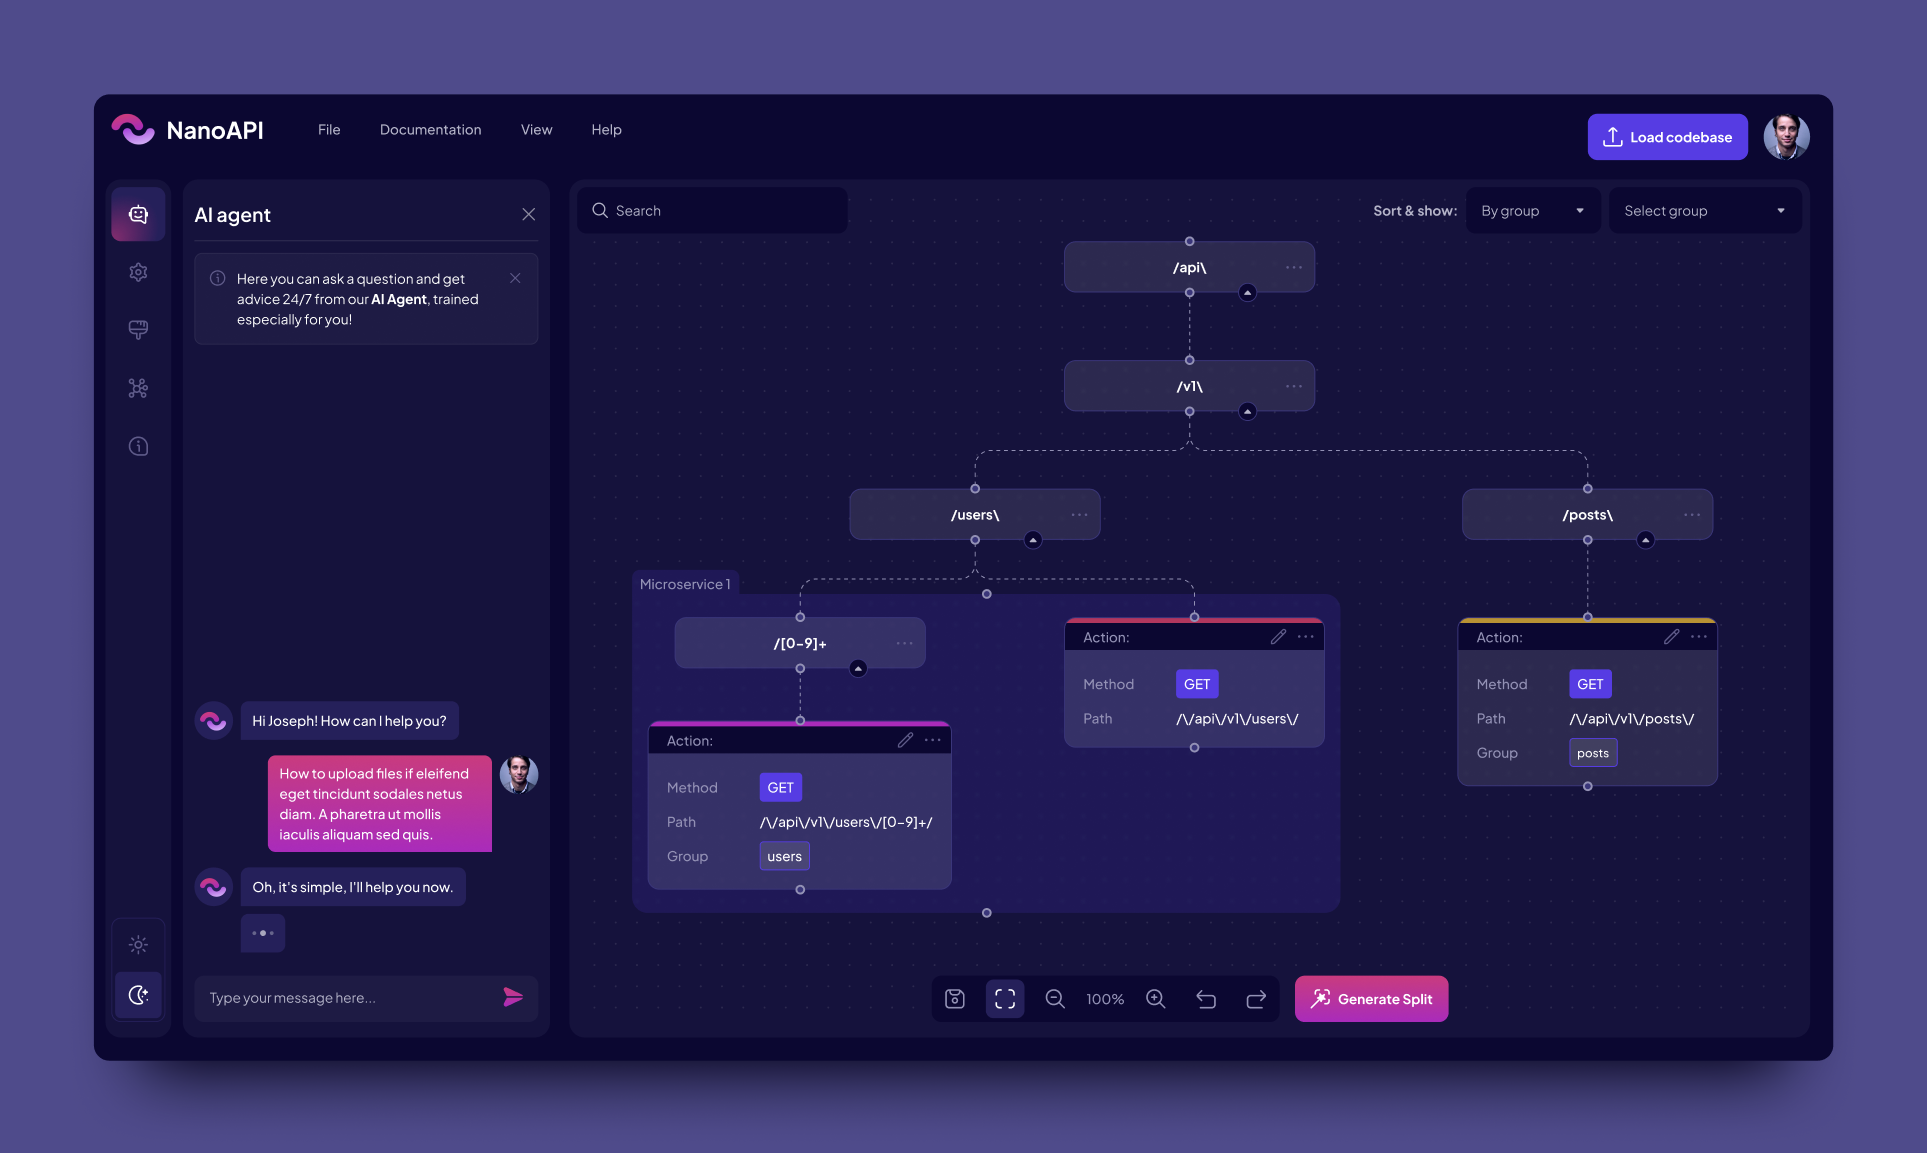 NanoAPI
File
Documentation
View
Help
Load codebase
AI agent
Here you can ask a question and get
advice 24/7 from our AI Agent, trained
especially for you!
Hi Joseph! How can I help you?
How to upload files if eleifend
eget tincidunt sodales netus
diam. A pharetra ut mollis
iaculis aliquam sed quis.
Oh, it's simple, I'll help you now.
Type your message here...
Search
Sort & show:
By group
Select group
/api\
/v1\
/users\
/posts\
Microservice 1
/[0-9]+
Action:
Method
GET
Path
/\/api\/v1\/users\/[0-9]+/
Group
users
Action:
Method
GET
Path
/\/api\/v1\/users\/
Action:
Method
GET
Path
/\/api\/v1\/posts\/
Group
posts
100%
Generate Split